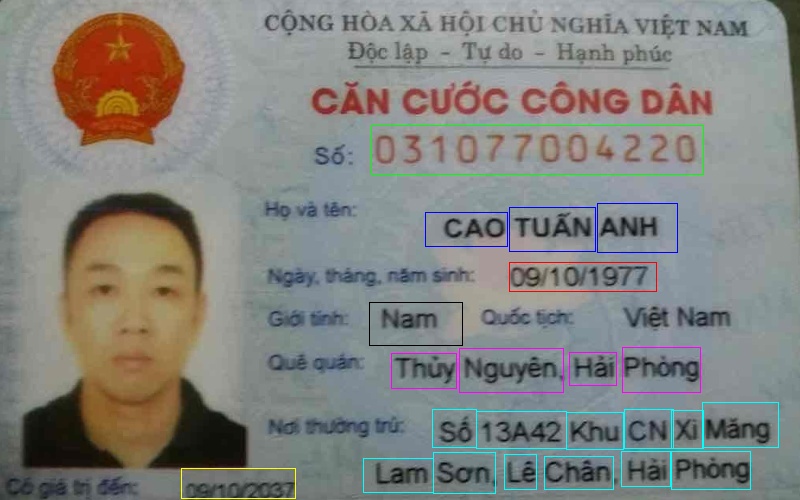 CỘNG HÒA XÃ HỘI CHỦ NGHĨA VIỆT NAM
Độc lập - Tự do - Hạnh phúc
CĂN CƯỚC CÔNG DÂN
Số: 031077004220
Họ và tên:
CAO TUẤN ANH
Ngày, tháng, năm sinh: 09/10/1977
Giới tính: Nam Quốc tịch: Việt Nam
Quê quán: Thủy Nguyên, Hải Phòng
Nơi thường trú: Số 13A42 Khu CN Xi Măng
Lam Sơn, Lê Chân, Hải Phòng
Có giá trị đến: 09/10/2037